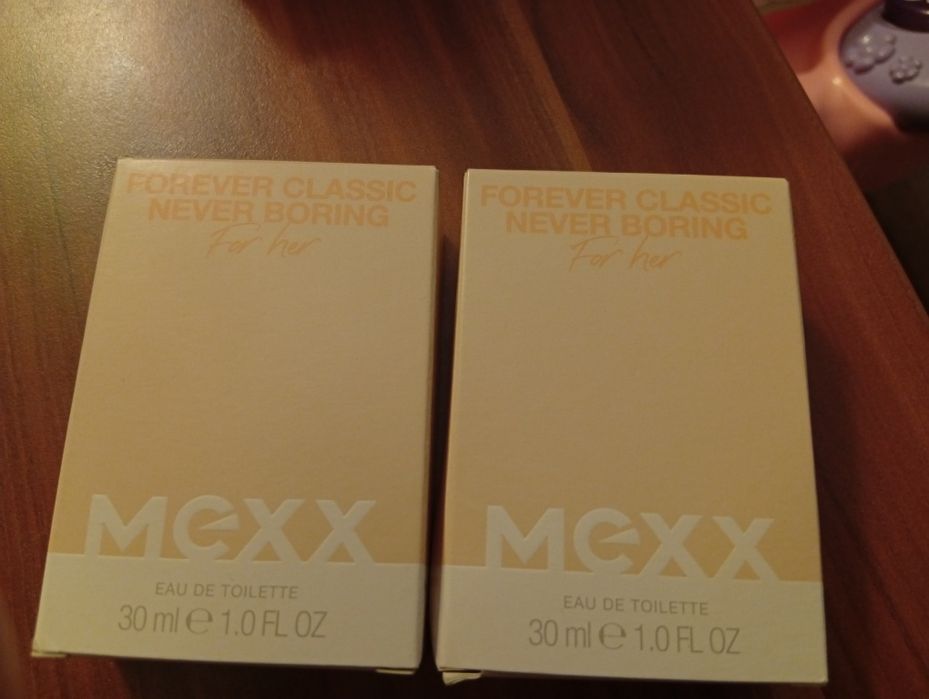 FOREVER CLASSIC
NEVER BORING
For her
Mexx
EAU DE TOILETTE
30 ml e 1.0 FL OZ
FOREVER CLASSIC
NEVER BORING
For her
Mexx
EAU DE TOILETTE
30 ml e 1.0 FL OZ